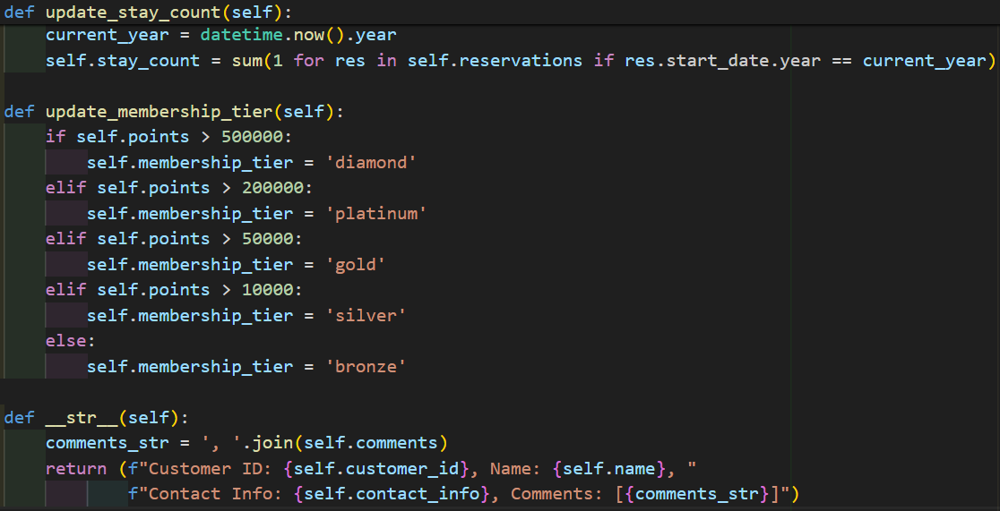 def update_stay_count(self):
    current_year = datetime.now().year
    self.stay_count = sum(1 for res in self.reservations if res.start_date.year == current_year)

def update_membership_tier(self):
    if self.points > 500000:
        self.membership_tier = 'diamond'
    elif self.points > 200000:
        self.membership_tier = 'platinum'
    elif self.points > 50000:
        self.membership_tier = 'gold'
    elif self.points > 10000:
        self.membership_tier = 'silver'
    else:
        self.membership_tier = 'bronze'

def __str__(self):
    comments_str = ', '.join(self.comments)
    return (f"Customer ID: {self.customer_id}, Name: {self.name}, "
            f"Contact Info: {self.contact_info}, Comments: [{comments_str}]")